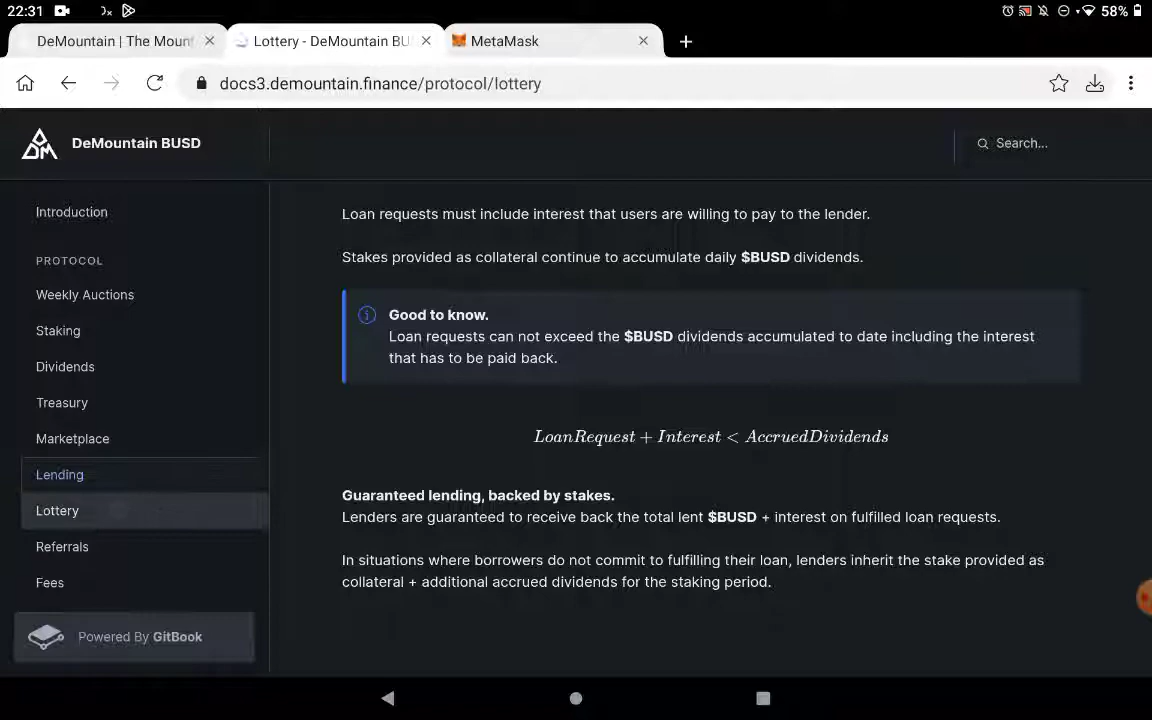 22:31
58%
DeMountain | The Mount
Lottery - DeMountain BU
MetaMask
docs3.demountain.finance/protocol/lottery
DeMountain BUSD
Search...
Introduction
PROTOCOL
Weekly Auctions
Staking
Dividends
Treasury
Marketplace
Lending
Lottery
Referrals
Fees
Powered By GitBook
Loan requests must include interest that users are willing to pay to the lender.
Stakes provided as collateral continue to accumulate daily $BUSD dividends.
Good to know.
Loan requests can not exceed the $BUSD dividends accumulated to date including the interest
that has to be paid back.
LoanRequest + Interest < AccruedDividends
Guaranteed lending, backed by stakes.
Lenders are guaranteed to receive back the total lent $BUSD + interest on fulfilled loan requests.
In situations where borrowers do not commit to fulfilling their loan, lenders inherit the stake provided as
collateral + additional accrued dividends for the staking period.